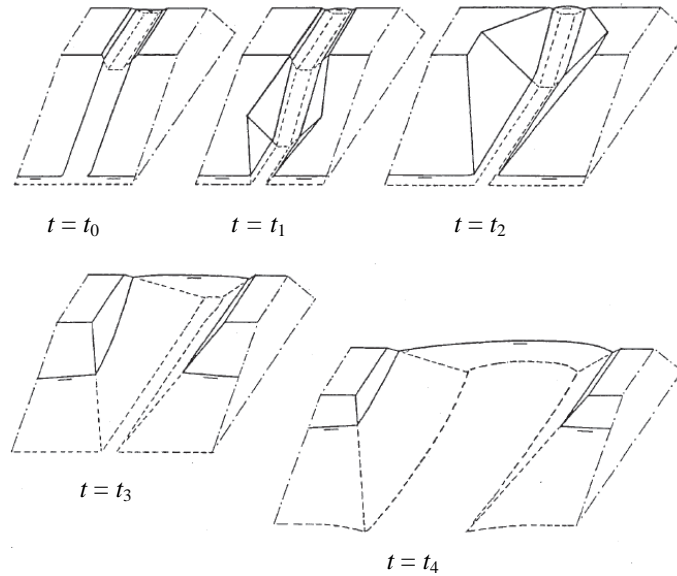 t = t0
t = t1
t = t2
t = t3
t = t4